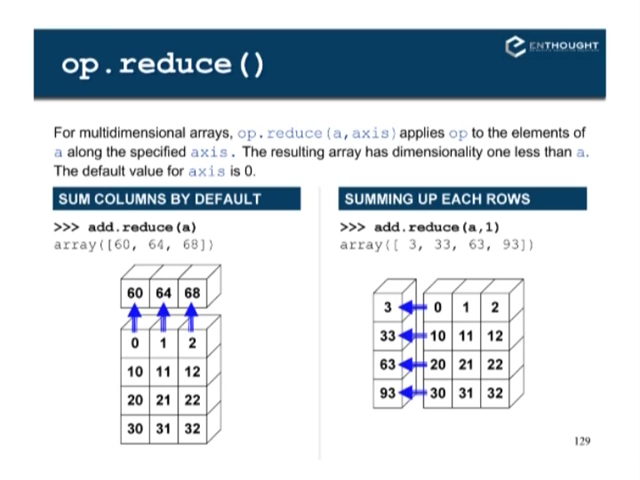 op.reduce()
ENTHOUGHT
For multidimensional arrays, op.reduce(a,axis) applies op to the elements of
a along the specified axis. The resulting array has dimensionality one less than a.
The default value for axis is 0.
SUM COLUMNS BY DEFAULT
>>> add.reduce(a)
array([60, 64, 68])
60 64 68
0 1 2
10 11 12
20 21 22
30 31 32
SUMMING UP EACH ROWS
>>> add.reduce(a,1)
array([ 3, 33, 63, 93])
3 0 1 2
33 10 11 12
63 20 21 22
93 30 31 32
129